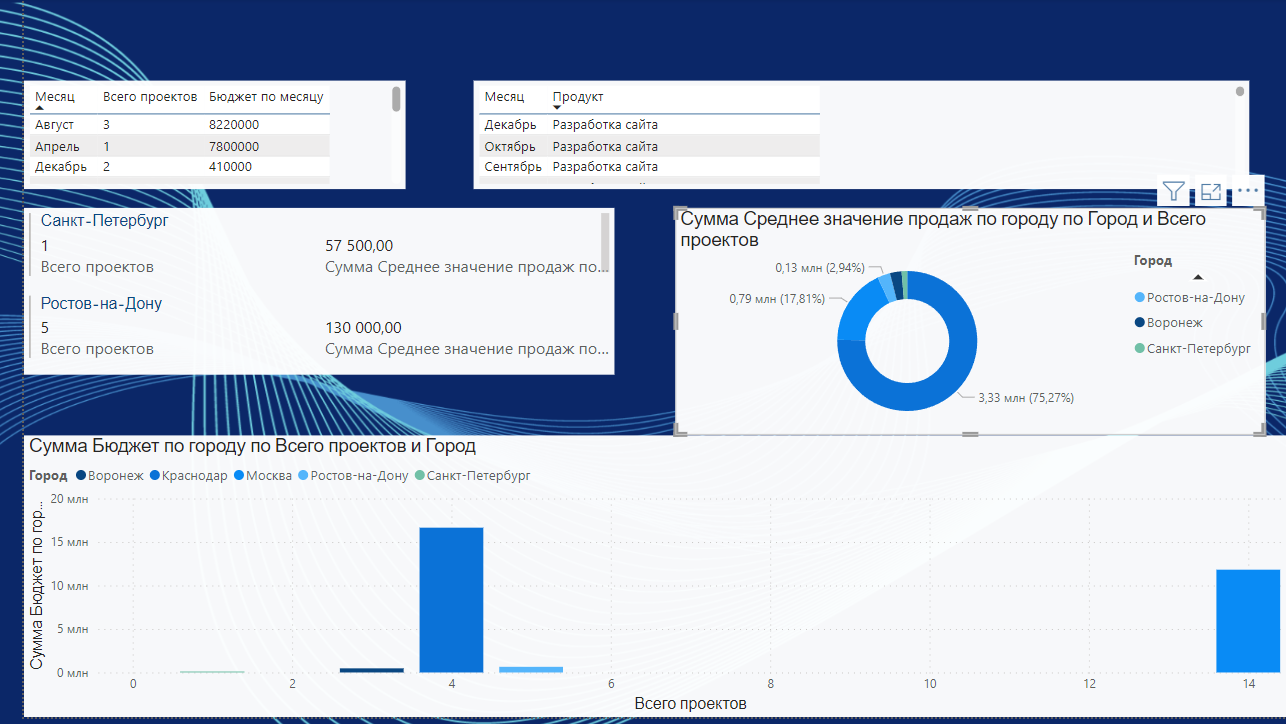 Месяц Всего проектов Бюджет по месяцу
Август 3 8220000
Апрель 1 7800000
Декабрь 2 410000
Месяц Продукт
Декабрь Разработка сайта
Октябрь Разработка сайта
Сентябрь Разработка сайта
Санкт-Петербург
1 57 500,00
Всего проектов Сумма Среднее значение продаж по...
Ростов-на-Дону
5 130 000,00
Всего проектов Сумма Среднее значение продаж по...
Сумма Среднее значение продаж по городу по Город и Всего
проектов
0,13 млн (2,94%)
0,79 млн (17,81%)
3,33 млн (75,27%)
Город
Ростов-на-Дону
Воронеж
Санкт-Петербург
Сумма Бюджет по городу по Всего проектов и Город
Город Воронеж Краснодар Москва Ростов-на-Дону Санкт-Петербург
Сумма Бюджет по гор...
20 млн
15 млн
10 млн
5 млн
0 млн
0 2 4 6 8 10 12 14
Всего проектов